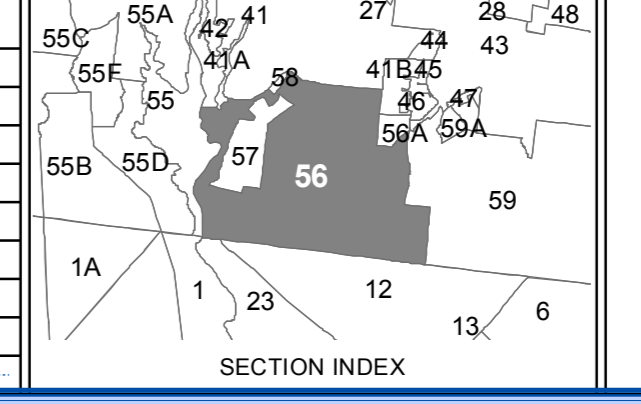 55A 42 41 27 28 48
55C 41A 44 43
55F 58 41B 45
55 46 47
56A 59A
55B 55D 57 56 59
1A 1 23 12 13 6
SECTION INDEX